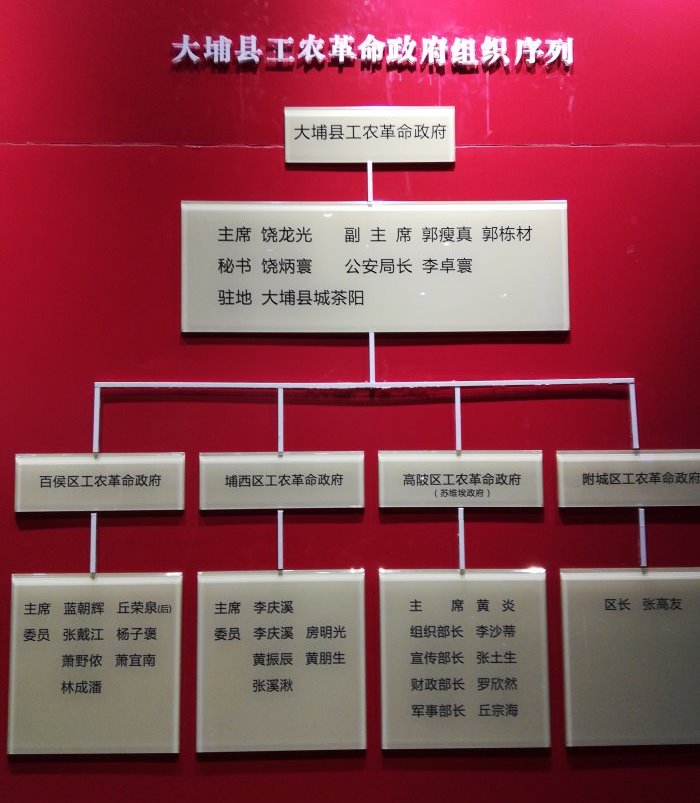 大埔县工农革命政府组织序列
大埔县工农革命政府
主席 饶龙光 副主席 郭瘦真 郭栋材
秘书 饶炳寰 公安局长 李卓寰
驻地 大埔县城茶阳
百侯区工农革命政府
主席 蓝朝辉 丘荣泉(后)
委员 张戴江 杨子褒
萧野侬 萧宜南
林成潘
埔西区工农革命政府
主席 李庆溪
委员 李庆溪 房明光
黄振辰 黄朋生
张溪湫
高陂区工农革命政府
(苏维埃政府)
主席 黄炎
组织部长 李沙蒂
宣传部长 张土生
财政部长 罗欣然
军事部长 丘宗海
附城区工农革命政府
区长 张高友